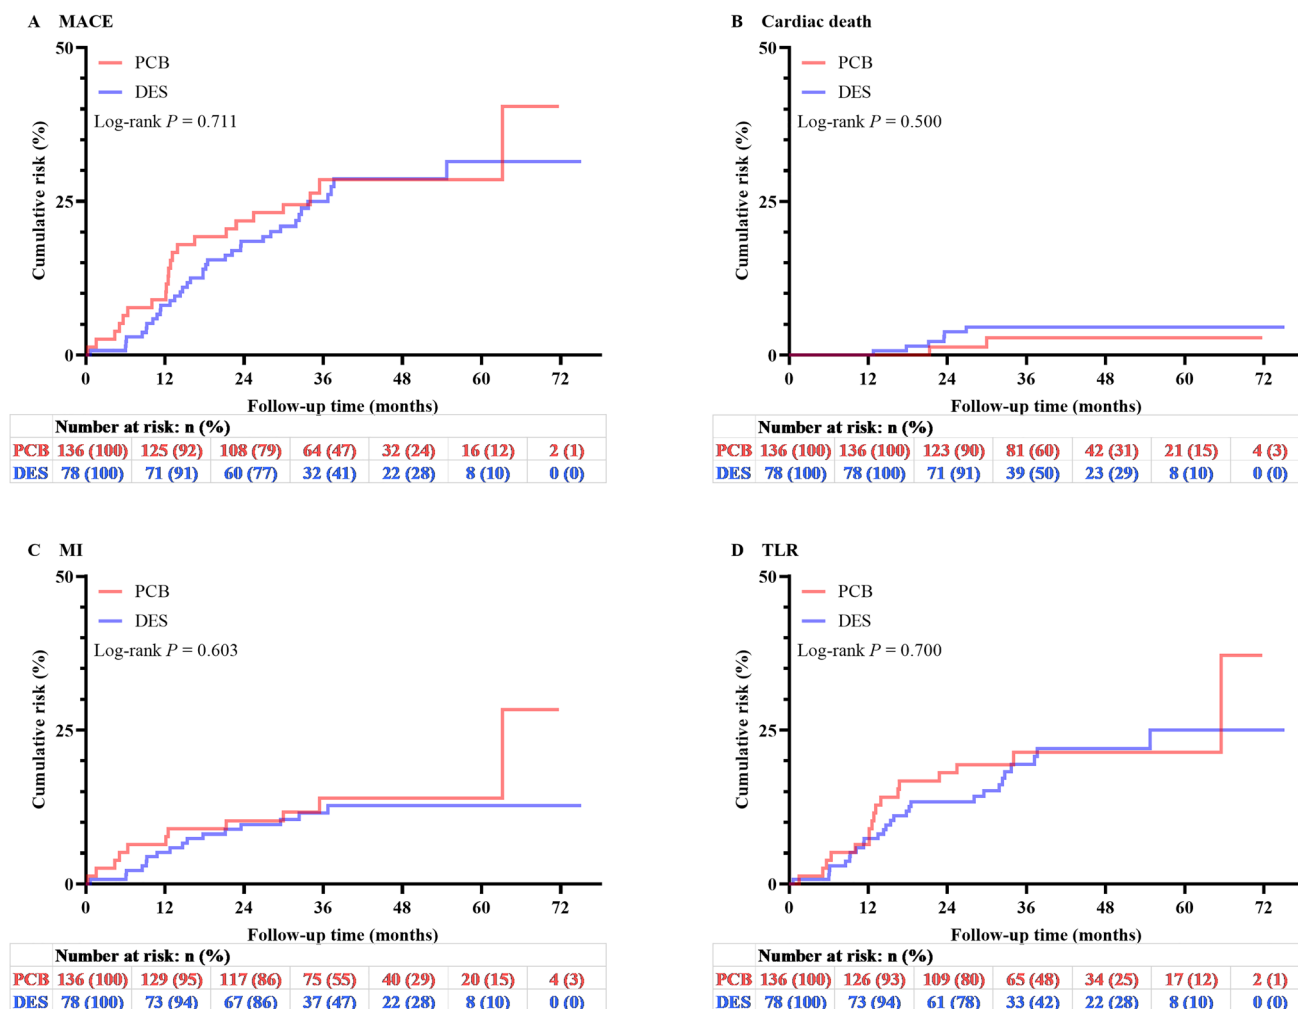 A MACE
50
PCB
DES
Log-rank P = 0.711
25
0
Cumulative risk (%)
0 12 24 36 48 60 72
Follow-up time (months)
Number at risk: n (%)
PCB 136 (100) 125 (92) 108 (79) 64 (47) 32 (24) 16 (12) 2 (1)
DES 78 (100) 71 (91) 60 (77) 32 (41) 22 (28) 8 (10) 0 (0)
B Cardiac death
50
PCB
DES
Log-rank P = 0.500
25
0
Cumulative risk (%)
0 12 24 36 48 60 72
Follow-up time (months)
Number at risk: n (%)
PCB 136 (100) 136 (100) 123 (90) 81 (60) 42 (31) 21 (15) 4 (3)
DES 78 (100) 78 (100) 71 (91) 39 (50) 23 (29) 8 (10) 0 (0)
C MI
50
PCB
DES
Log-rank P = 0.603
25
0
Cumulative risk (%)
0 12 24 36 48 60 72
Follow-up time (months)
Number at risk: n (%)
PCB 136 (100) 129 (95) 117 (86) 75 (55) 40 (29) 20 (15) 4 (3)
DES 78 (100) 73 (94) 67 (86) 37 (47) 22 (28) 8 (10) 0 (0)
D TLR
50
PCB
DES
Log-rank P = 0.700
25
0
Cumulative risk (%)
0 12 24 36 48 60 72
Follow-up time (months)
Number at risk: n (%)
PCB 136 (100) 126 (93) 109 (80) 65 (48) 34 (25) 17 (12) 2 (1)
DES 78 (100) 73 (94) 61 (78) 33 (42) 22 (28) 8 (10) 0 (0)